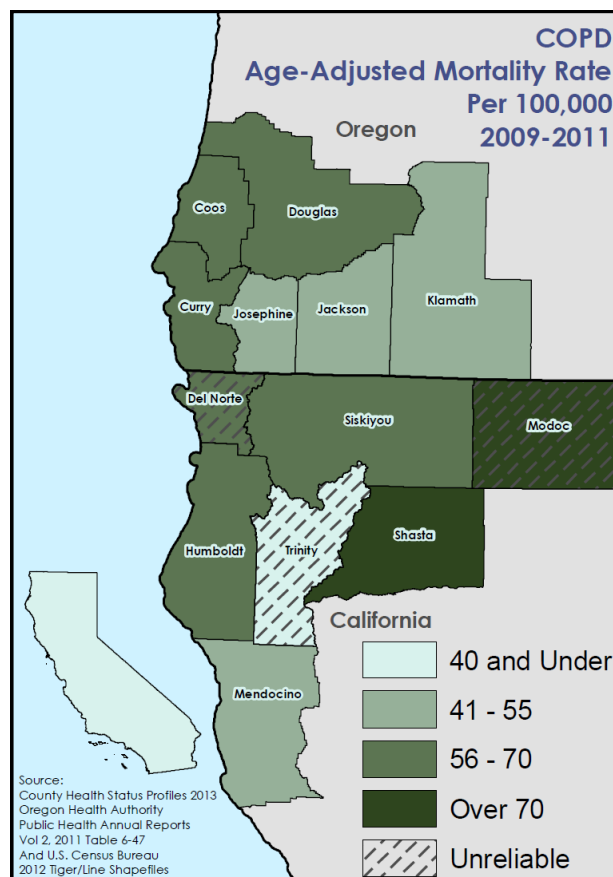 COPD
Age-Adjusted Mortality Rate
Per 100,000
2009-2011
Oregon
Coos
Douglas
Curry
Josephine
Jackson
Klamath
Del Norte
Siskiyou
Modoc
Humboldt
Trinity
Shasta
California
Mendocino
40 and Under
41 - 55
56 - 70
Over 70
Unreliable
Source:
County Health Status Profiles 2013
Oregon Health Authority
Public Health Annual Reports
Vol 2, 2011 Table 6-47
And U.S. Census Bureau
2012 Tiger/Line Shapefiles